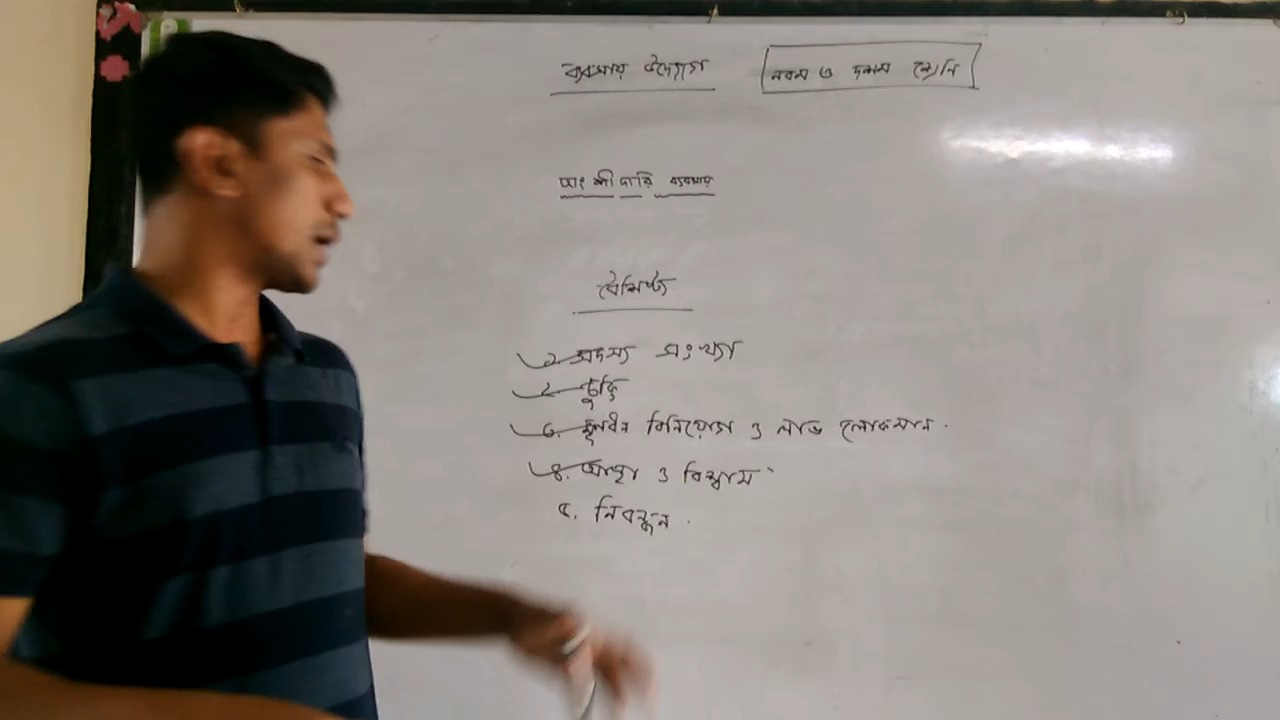 ব্যবসায় উদ্যোগ নবম ও দশম শ্রেণি
অংশীদারি ব্যবসায়
বৈশিষ্ট্য
১. সদস্য সংখ্যা
২. চুক্তি
৩. মূলধন বিনিয়োগ ও লাভ লোকসান.
৪. আস্থা ও বিশ্বাস
৫. নিবন্ধন.